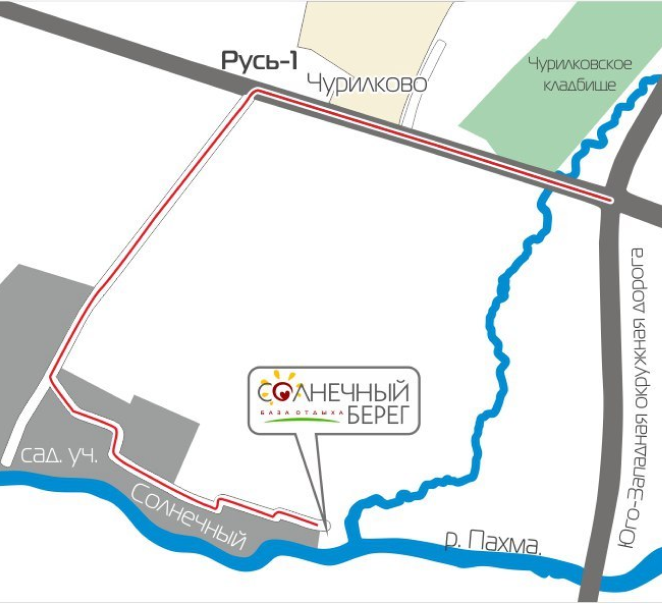 Русь-1
Чурилково
Чурилковское
кладбище
Юго-Западная окружная дорога
СОЛНЕЧНЫЙ
БАЗА ОТДЫХА
БЕРЕГ
сад. уч.
Солнечный
р. Пахма.